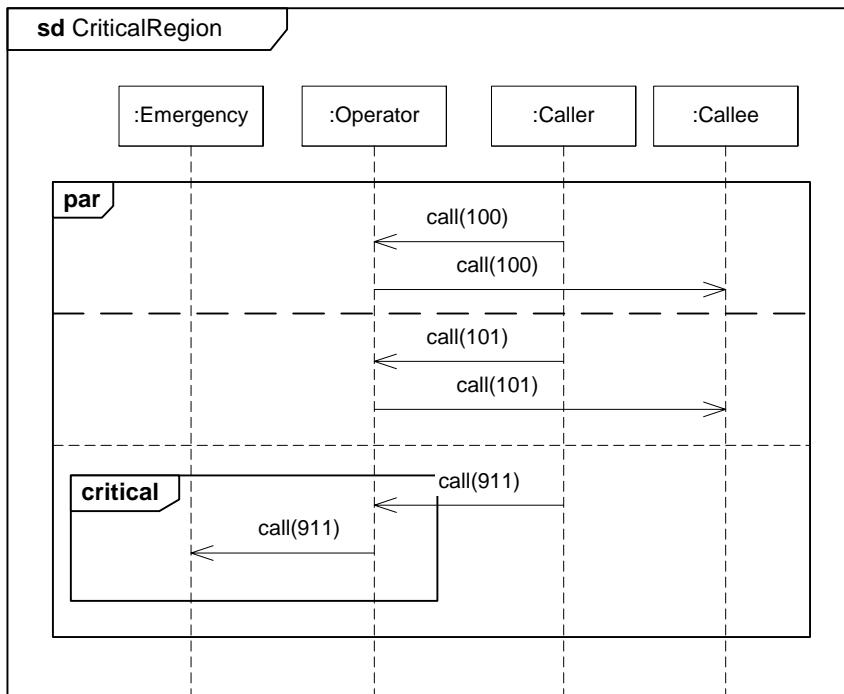 sd CriticalRegion
:Emergency :Operator :Caller :Callee
par
call(100)
call(100)
call(101)
call(101)
critical
call(911)
call(911)